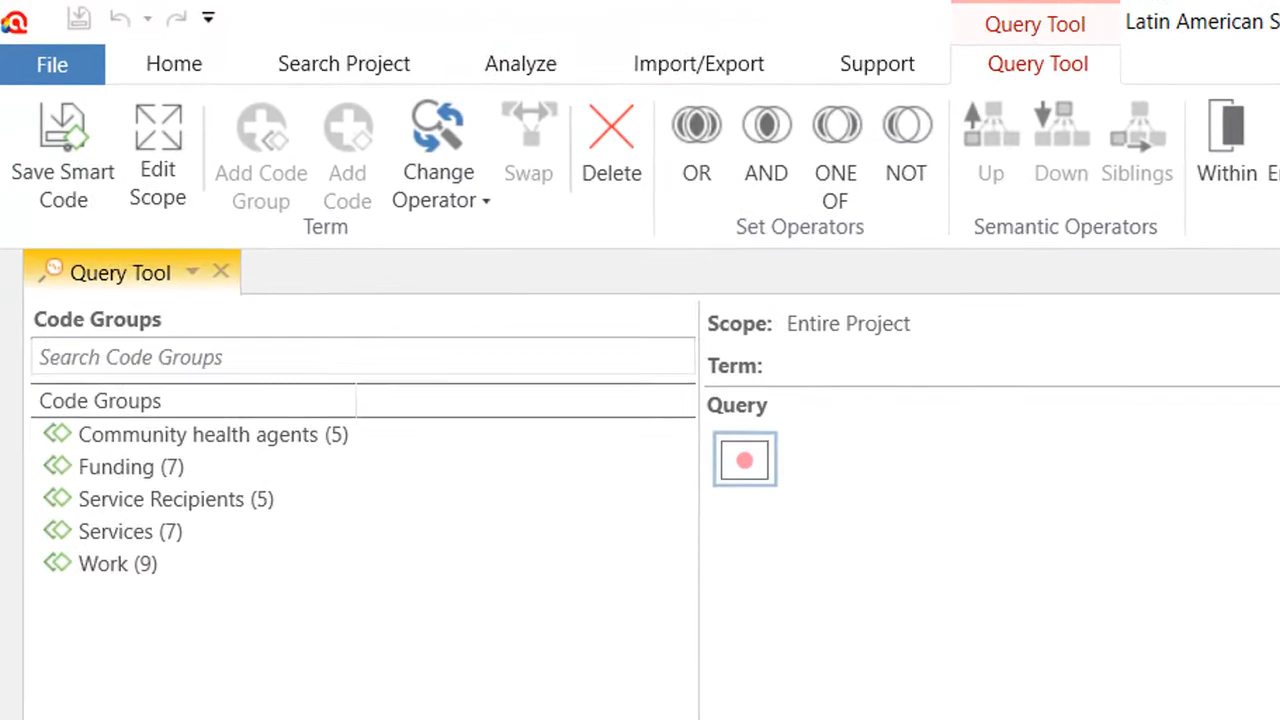 Query Tool
Latin American S
File
Home
Search Project
Analyze
Import/Export
Support
Query Tool
Save Smart
Code
Edit
Scope
Add Code
Group
Add
Code
Change
Operator
Swap
Delete
OR
AND
ONE
OF
NOT
Up
Down
Siblings
Within
Term
Set Operators
Semantic Operators
Query Tool
Code Groups
Search Code Groups
Code Groups
Community health agents (5)
Funding (7)
Service Recipients (5)
Services (7)
Work (9)
Scope: Entire Project
Term:
Query